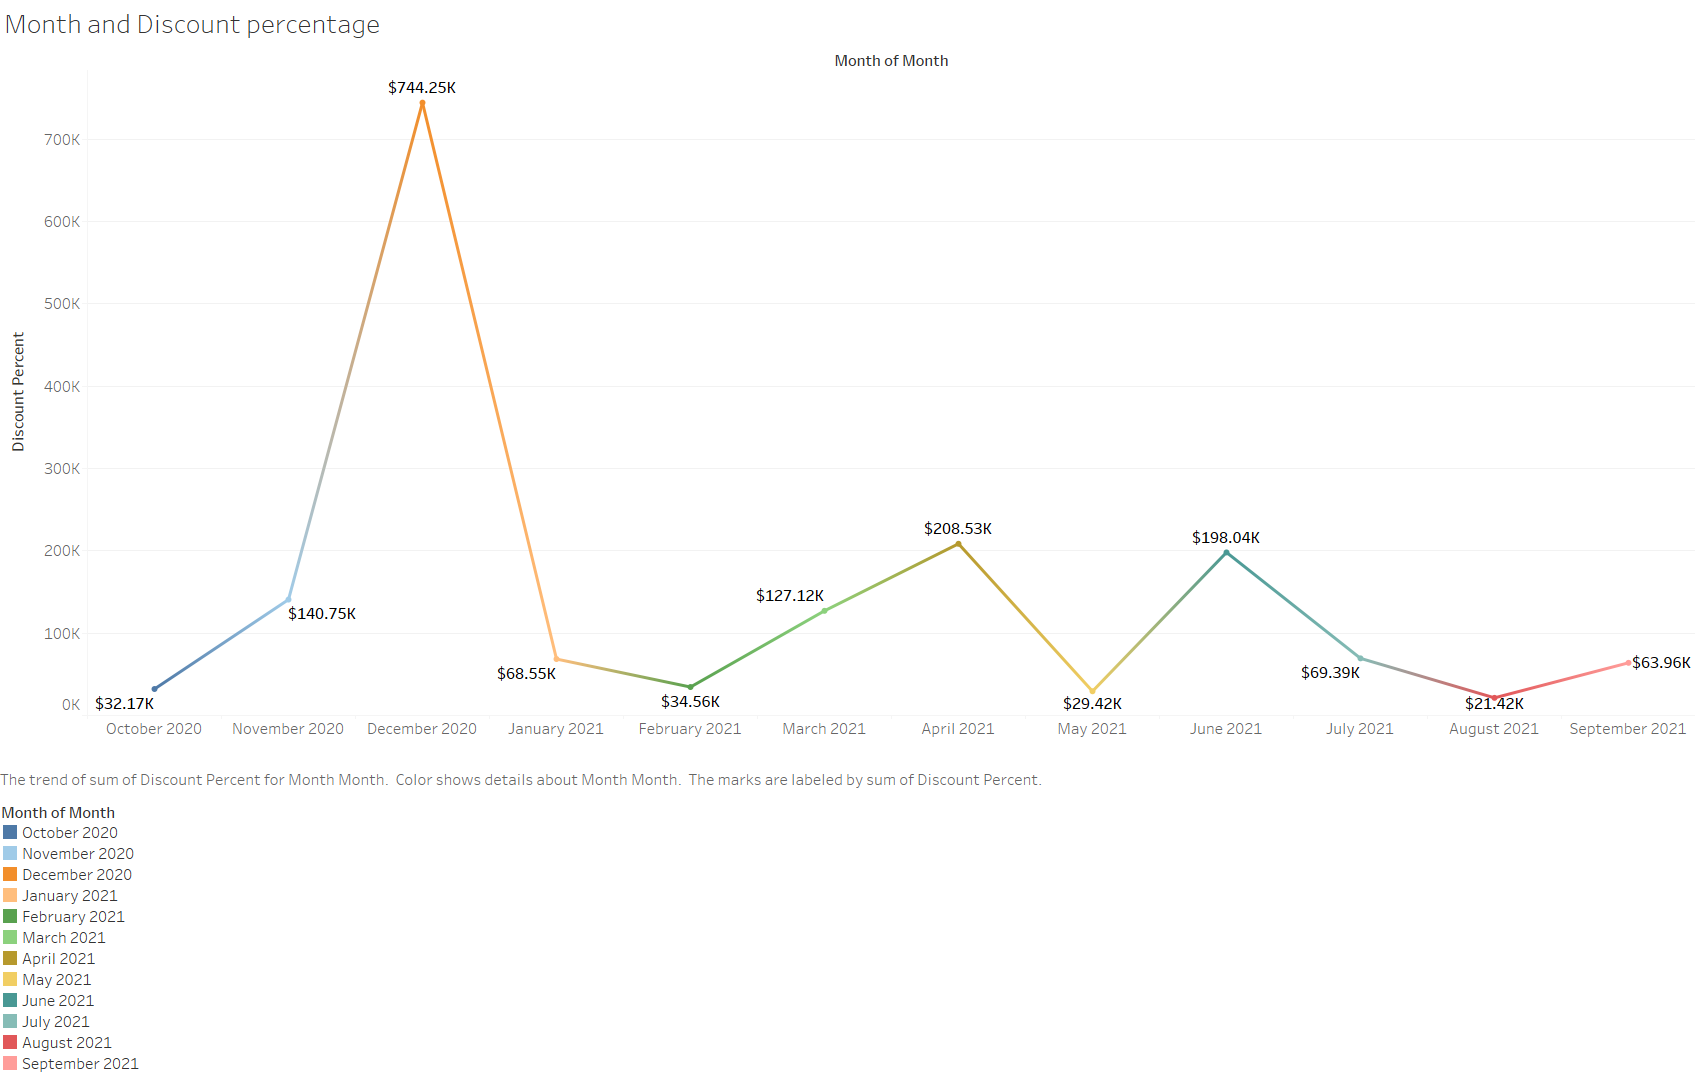 Month and Discount percentage
Month of Month
$744.25K
700K
600K
500K
400K
300K
200K
100K
0K
Discount Percent
$32.17K
$140.75K
$68.55K
$34.56K
$127.12K
$208.53K
$29.42K
$198.04K
$69.39K
$21.42K
$63.96K
October 2020 November 2020 December 2020 January 2021 February 2021 March 2021 April 2021 May 2021 June 2021 July 2021 August 2021 September 2021
The trend of sum of Discount Percent for Month Month. Color shows details about Month Month. The marks are labeled by sum of Discount Percent.
Month of Month
October 2020
November 2020
December 2020
January 2021
February 2021
March 2021
April 2021
May 2021
June 2021
July 2021
August 2021
September 2021